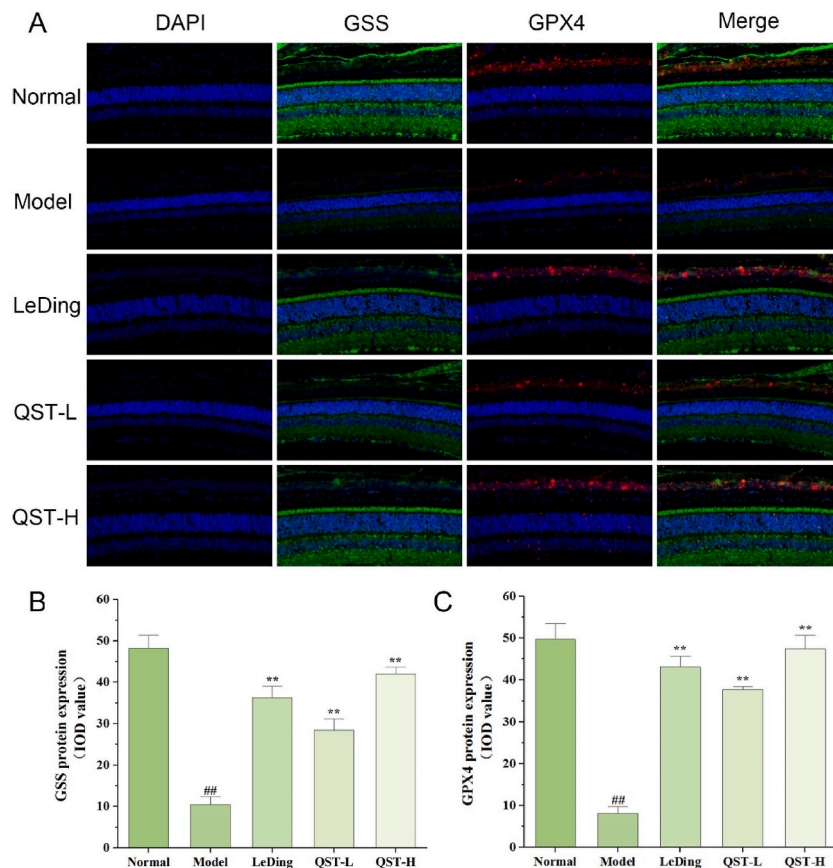 A
DAPI GSS GPX4 Merge
Normal
Model
LeDing
QST-L
QST-H
B
GSS protein expression
（IOD value）
60
50
40
30
20
10
0
##
**
**
**
Normal Model LeDing QST-L QST-H
C
GPX4 protein expression
（IOD value）
60
50
40
30
20
10
0
##
**
**
**
Normal Model LeDing QST-L QST-H